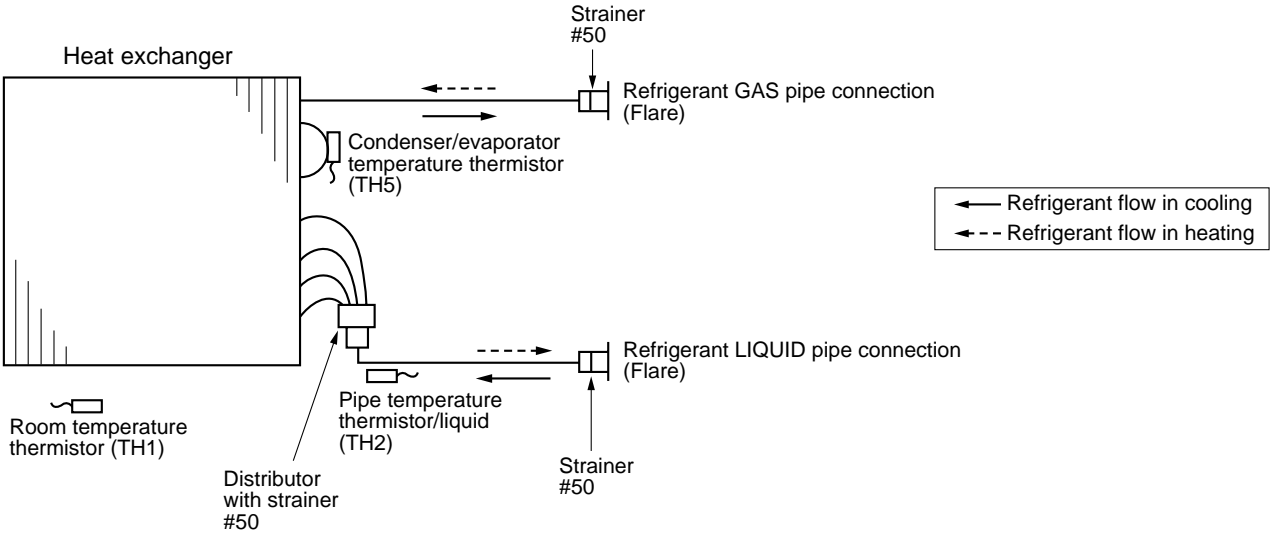 Strainer
#50
Heat exchanger
Refrigerant GAS pipe connection
(Flare)
Condenser/evaporator
temperature thermistor
(TH5)
Refrigerant flow in cooling
Refrigerant flow in heating
Refrigerant LIQUID pipe connection
(Flare)
Pipe temperature
thermistor/liquid
(TH2)
Room temperature
thermistor (TH1)
Strainer
#50
Distributor
with strainer
#50